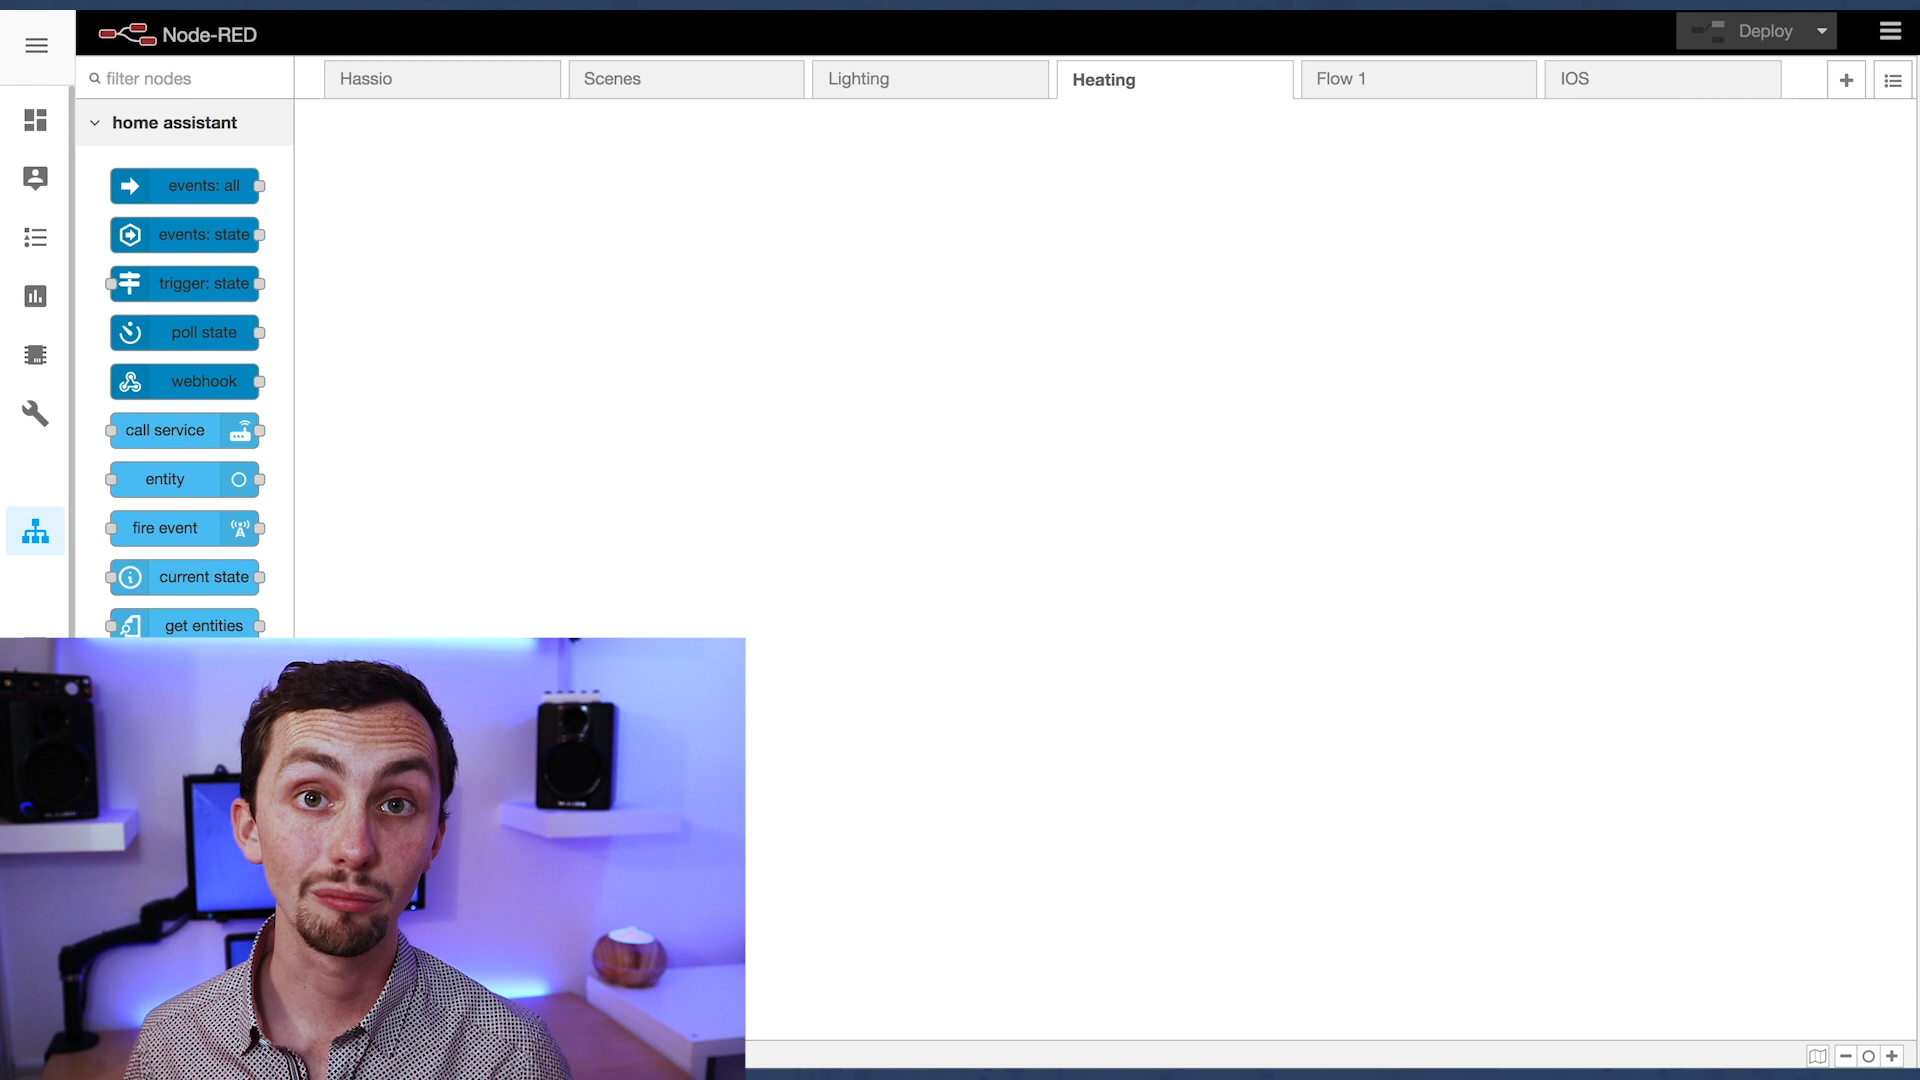 Node-RED
Deploy
filter nodes
Hassio
Scenes
Lighting
Heating
Flow 1
IOS
home assistant
events: all
events: state
trigger: state
poll state
webhook
call service
entity
fire event
current state
get entities